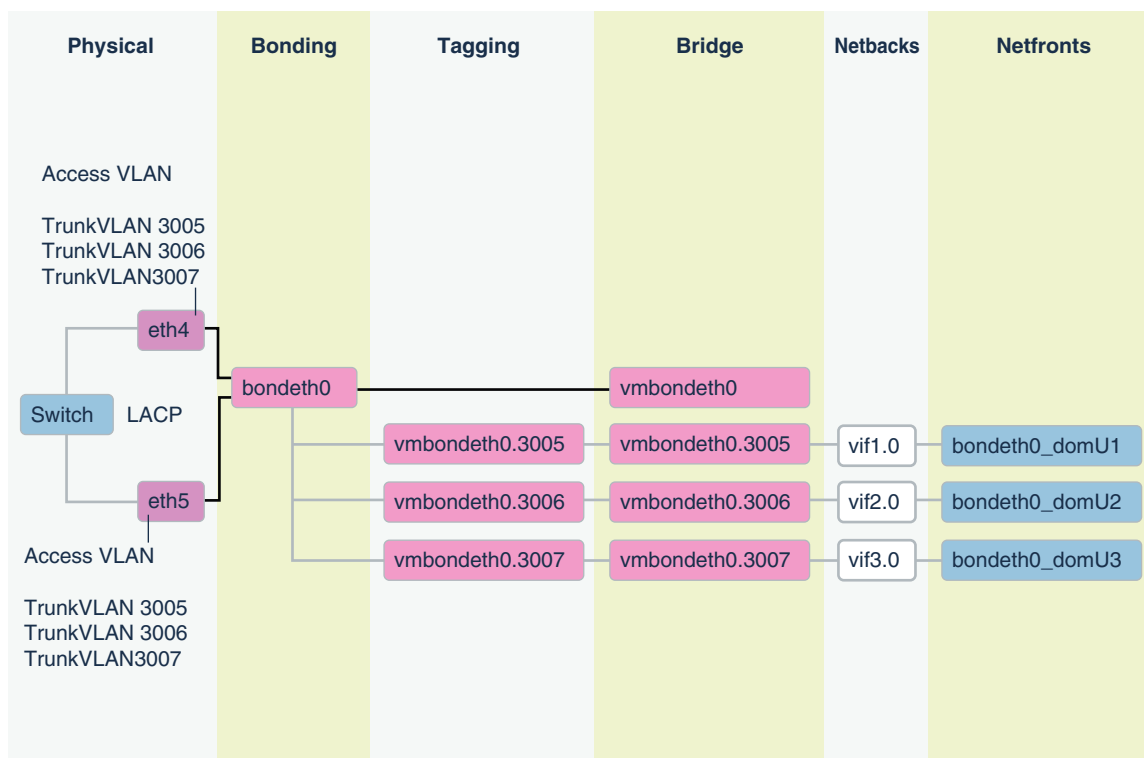 Physical
Bonding
Tagging
Bridge
Netbacks
Netfronts
Access VLAN
TrunkVLAN 3005
TrunkVLAN 3006
TrunkVLAN3007
eth4
Switch
LACP
eth5
Access VLAN
TrunkVLAN 3005
TrunkVLAN 3006
TrunkVLAN3007
bondeth0
vmbondeth0
vmbondeth0.3005
vmbondeth0.3005
vif1.0
bondeth0_domU1
vmbondeth0.3006
vmbondeth0.3006
vif2.0
bondeth0_domU2
vmbondeth0.3007
vmbondeth0.3007
vif3.0
bondeth0_domU3